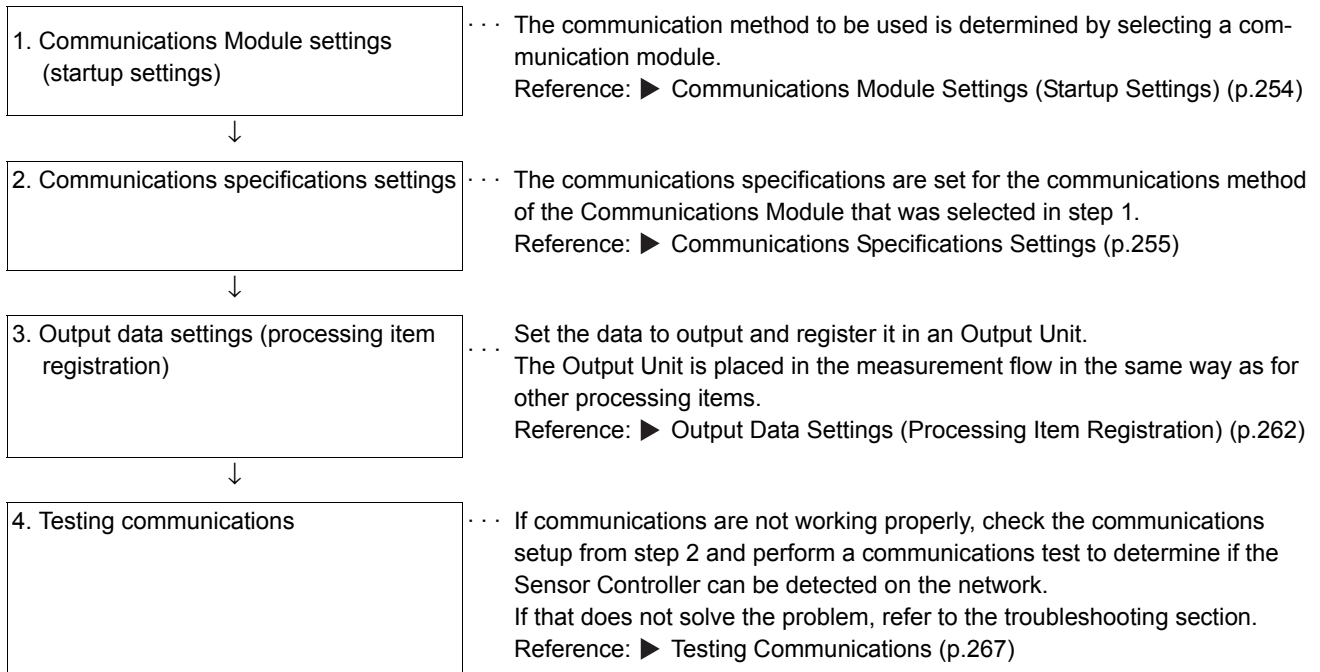 1. Communications Module settings
(startup settings)
· · · The communication method to be used is determined by selecting a com-
munication module.
Reference: ▶ Communications Module Settings (Startup Settings) (p.254)
↓
2. Communications specifications settings
· · · The communications specifications are set for the communications method
of the Communications Module that was selected in step 1.
Reference: ▶ Communications Specifications Settings (p.255)
↓
3. Output data settings (processing item
registration)
· · · Set the data to output and register it in an Output Unit.
The Output Unit is placed in the measurement flow in the same way as for
other processing items.
Reference: ▶ Output Data Settings (Processing Item Registration) (p.262)
↓
4. Testing communications
· · · If communications are not working properly, check the communications
setup from step 2 and perform a communications test to determine if the
Sensor Controller can be detected on the network.
If that does not solve the problem, refer to the troubleshooting section.
Reference: ▶ Testing Communications (p.267)